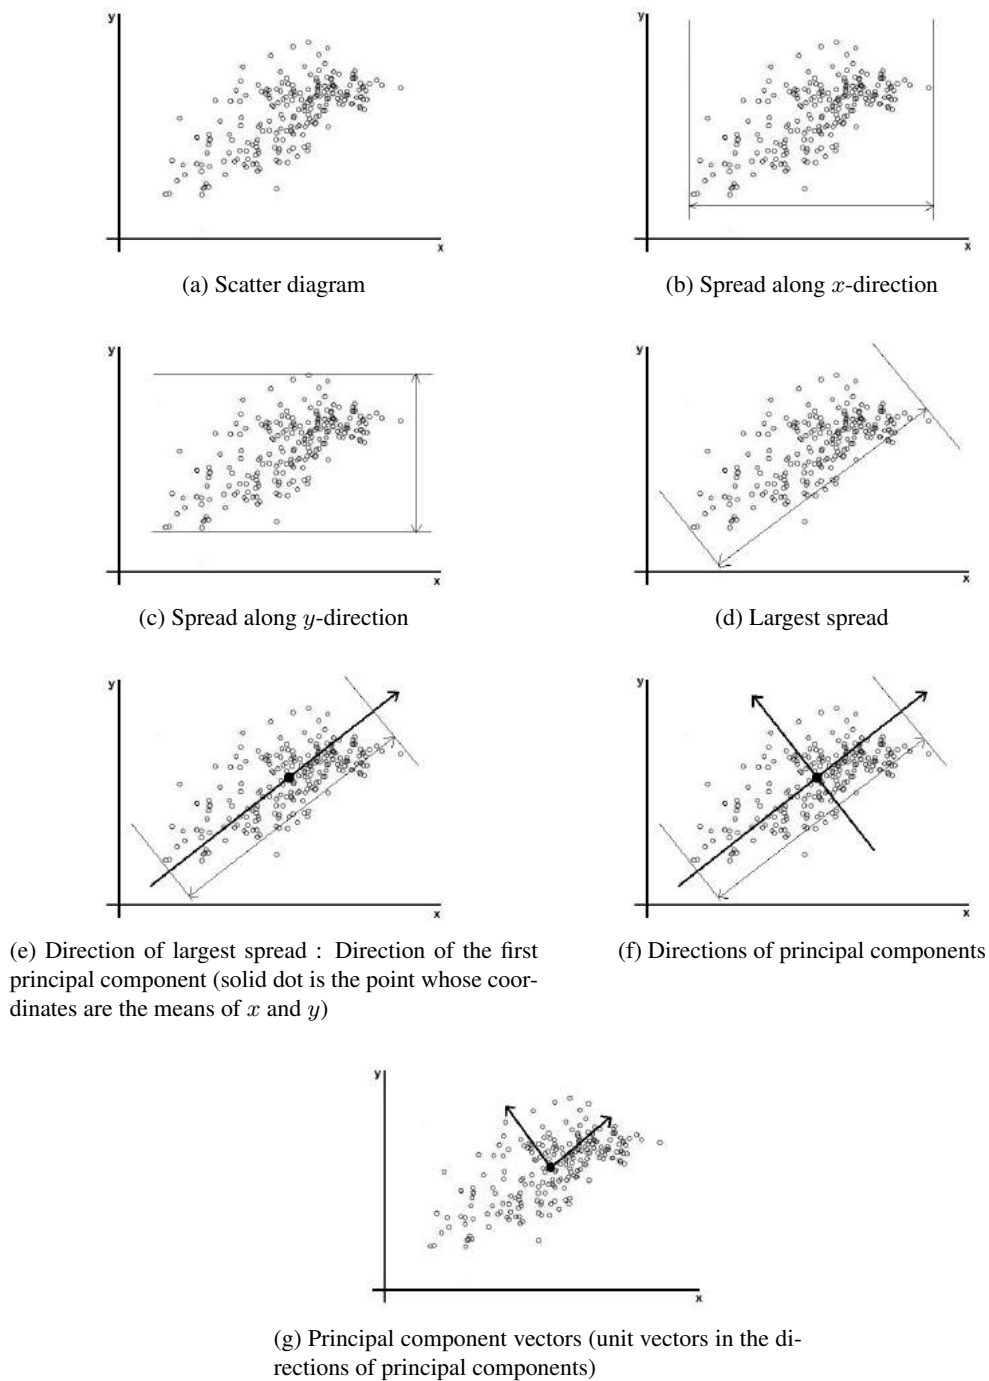 y
x
(a) Scatter diagram
y
x
(b) Spread along x-direction
y
x
(c) Spread along y-direction
y
x
(d) Largest spread
y
x
(e) Direction of largest spread : Direction of the first
principal component (solid dot is the point whose coor-
dinates are the means of x and y)
y
x
(f) Directions of principal components
y
x
(g) Principal component vectors (unit vectors in the di-
rections of principal components)